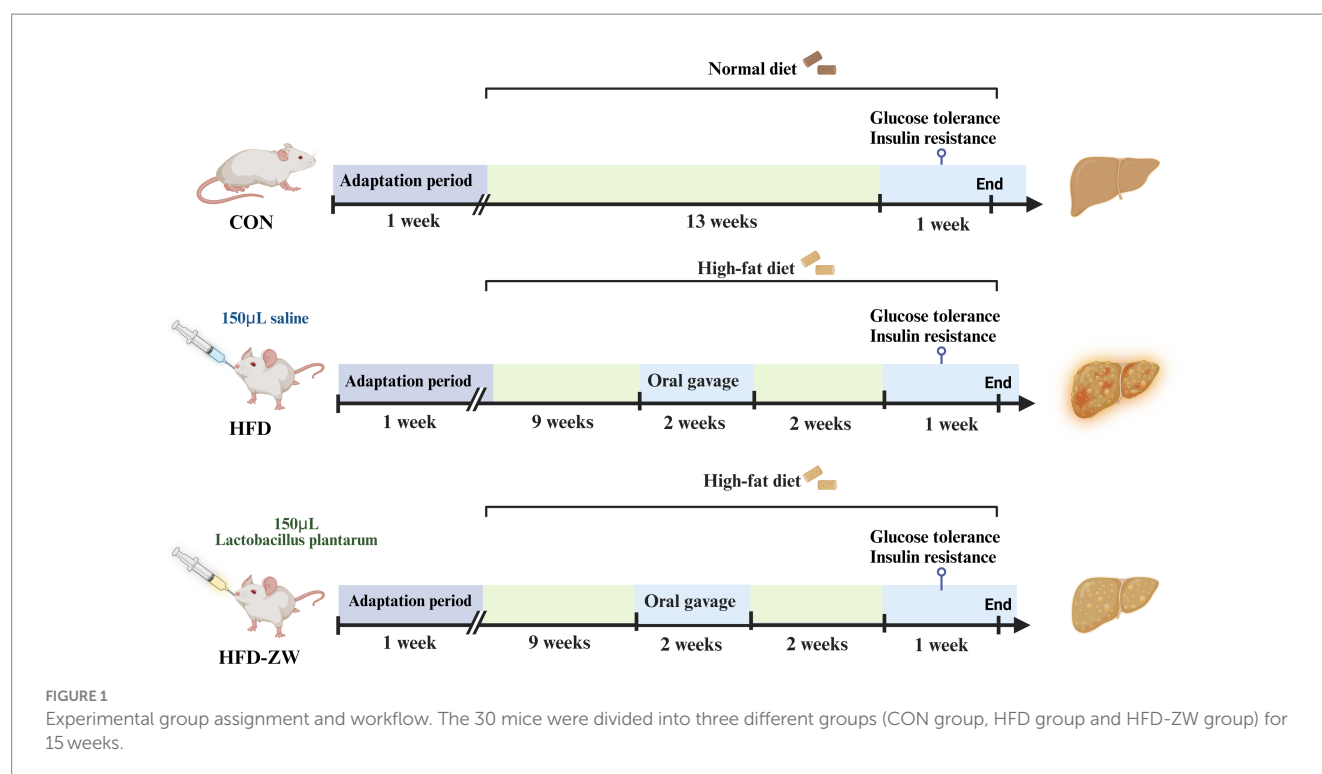 Normal diet
Glucose tolerance
Insulin resistance
Adaptation period
End
CON
1 week
13 weeks
1 week
High-fat diet
150μL saline
Glucose tolerance
Insulin resistance
Adaptation period
Oral gavage
End
HFD
1 week
9 weeks
2 weeks
2 weeks
1 week
High-fat diet
150μL
Lactobacillus plantarum
Glucose tolerance
Insulin resistance
Adaptation period
Oral gavage
End
HFD-ZW
1 week
9 weeks
2 weeks
2 weeks
1 week
FIGURE 1
Experimental group assignment and workflow. The 30 mice were divided into three different groups (CON group, HFD group and HFD-ZW group) for
15 weeks.